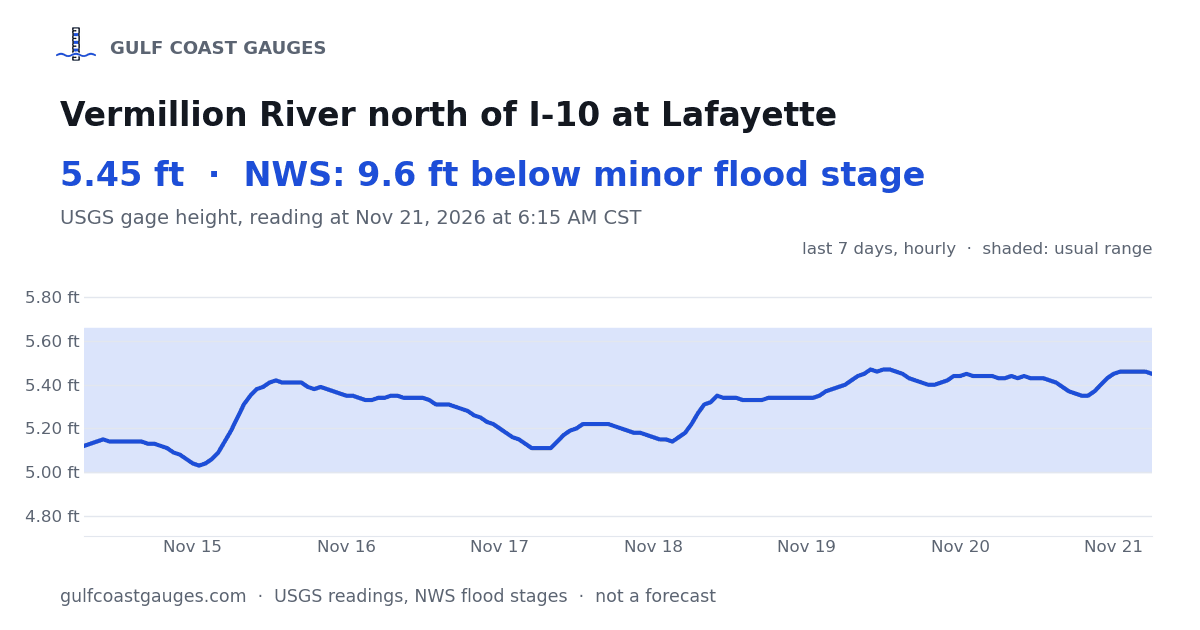 GULF COAST GAUGES
Vermillion River north of I-10 at Lafayette
5.45 ft · NWS: 9.6 ft below minor flood stage
USGS gage height, reading at Nov 21, 2026 at 6:15 AM CST
last 7 days, hourly · shaded: usual range
5.80 ft
5.60 ft
5.40 ft
5.20 ft
5.00 ft
4.80 ft
Nov 15 Nov 16 Nov 17 Nov 18 Nov 19 Nov 20 Nov 21
gulfcoastgauges.com · USGS readings, NWS flood stages · not a forecast